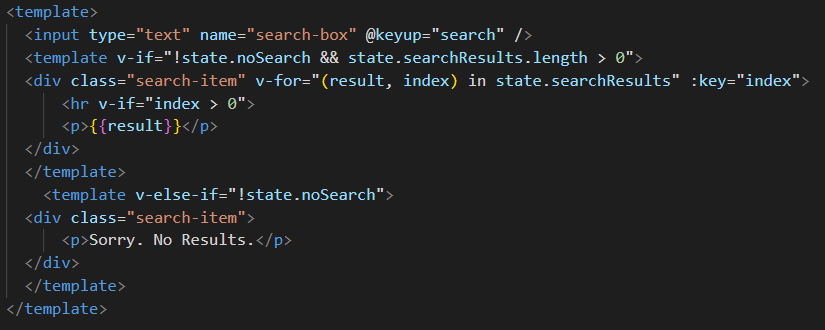 <template>
<input type="text" name="search-box" @keyup="search" />
<template v-if="!state.noSearch && state.searchResults.length > 0">
<div class="search-item" v-for="(result, index) in state.searchResults" :key="index">
<hr v-if="index > 0">
<p>{{result}}</p>
</div>
</template>
<template v-else-if="!state.noSearch">
<div class="search-item">
<p>Sorry. No Results.</p>
</div>
</template>
</template>